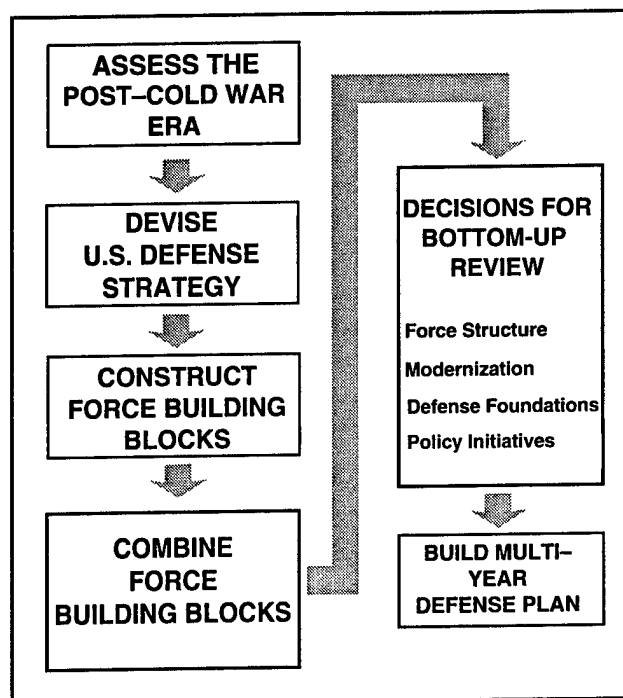 ASSESS THE
POST–COLD WAR
ERA
DEVISE
U.S. DEFENSE
STRATEGY
CONSTRUCT
FORCE BUILDING
BLOCKS
COMBINE
FORCE
BUILDING BLOCKS
DECISIONS FOR
BOTTOM-UP
REVIEW
Force Structure
Modernization
Defense Foundations
Policy Initiatives
BUILD MULTI–
YEAR
DEFENSE PLAN